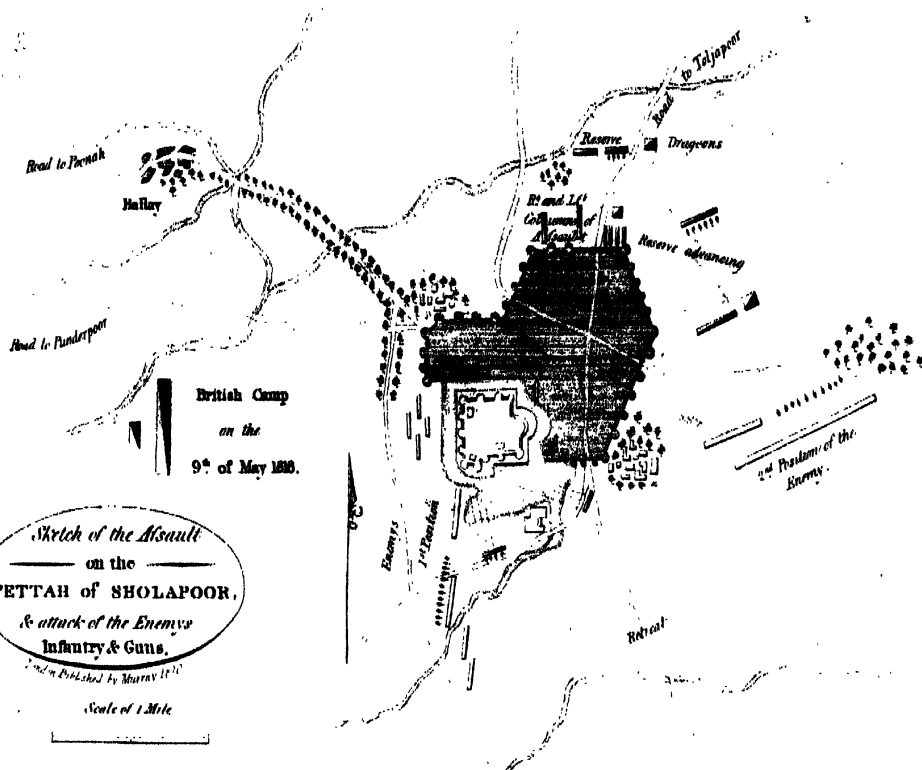 Road to Toljapoor
Reserve
Dragoons
Road to Poonah
Hallay
Rt. and Lt.
Columns of
Assault
Reserve advancing
Road to Punderpoor
British Camp
on the
9th of May 1818.
2nd Position of the
Enemy.
Enemys
1st Position
Sketch of the Aſsault
on the
PETTAH of SHOLAPOOR,
& attack of the Enemys
Infantry & Guns.
London Published by Murray
Retreat
Scale of 1 Mile